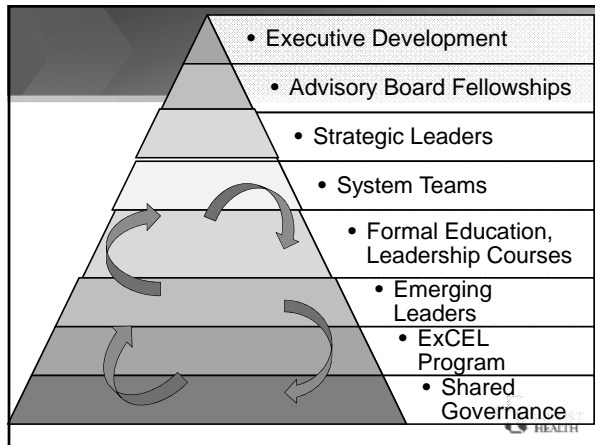 • Executive Development
• Advisory Board Fellowships
• Strategic Leaders
• System Teams
• Formal Education,
Leadership Courses
• Emerging
Leaders
• ExCEL
Program
• Shared
Governance
HEALTH